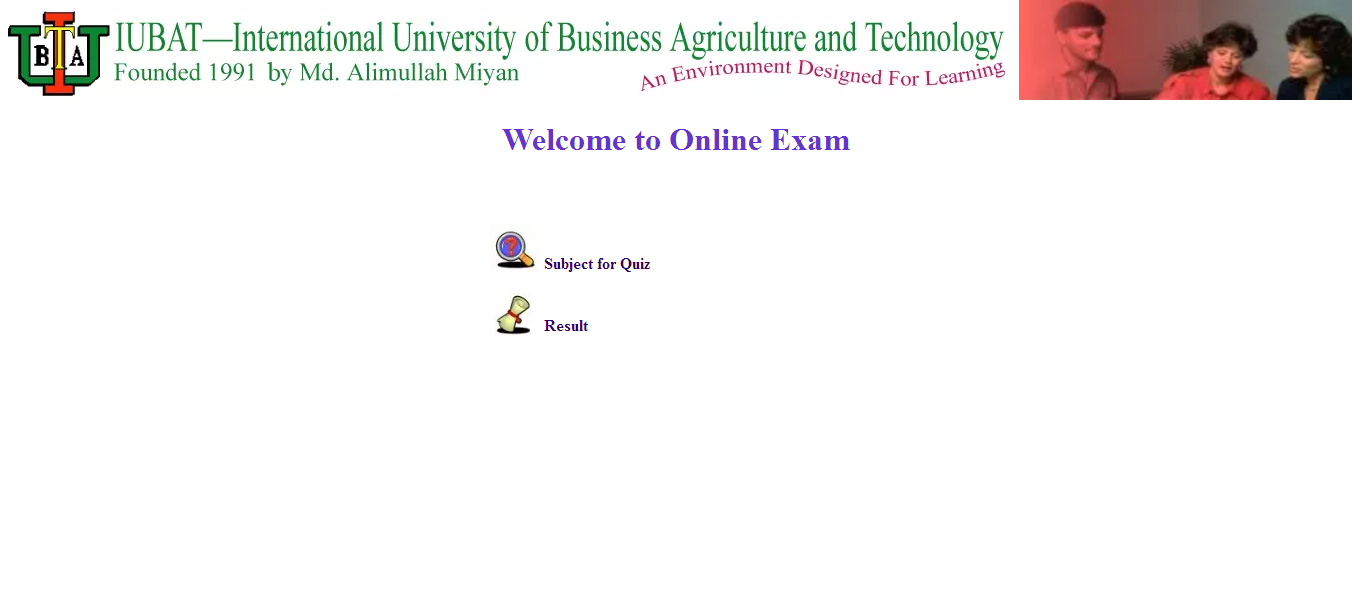 IUBAT—International University of Business Agriculture and Technology
Founded 1991 by Md. Alimullah Miyan
An Environment Designed For Learning
IUBAT
Welcome to Online Exam
?
Subject for Quiz
Result